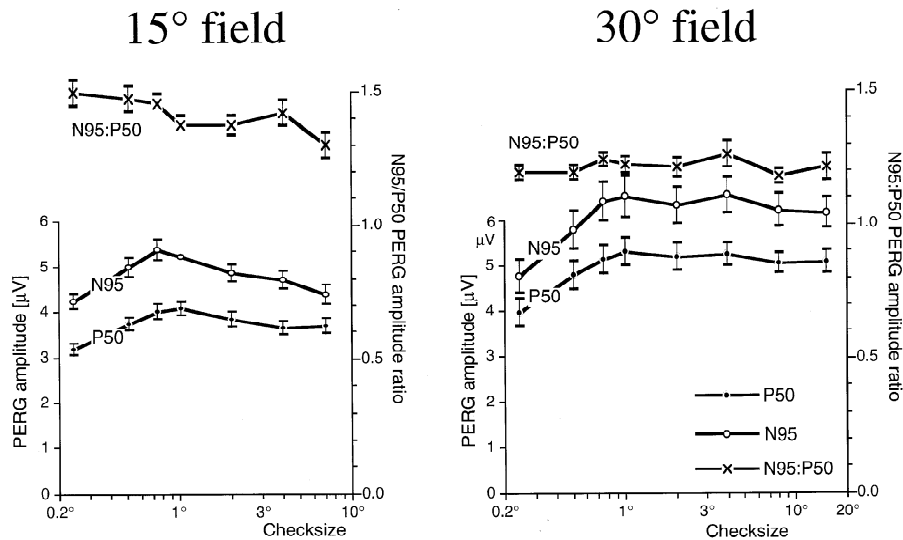 15° field
N95:P50
1.5
1.0
0.5
0.0
N95/P50 PERG amplitude ratio
6
5
4
3
2
1
0
PERG amplitude [μV]
N95
P50
0.2° 1° 3° 10°
Checksize
30° field
N95:P50
1.5
1.0
0.5
0.0
N95:P50 PERG amplitude ratio
6
μV
5
4
3
2
1
0
PERG amplitude [μV]
N95
P50
P50
N95
N95:P50
0.2° 1° 3° 10° 20°
Checksize